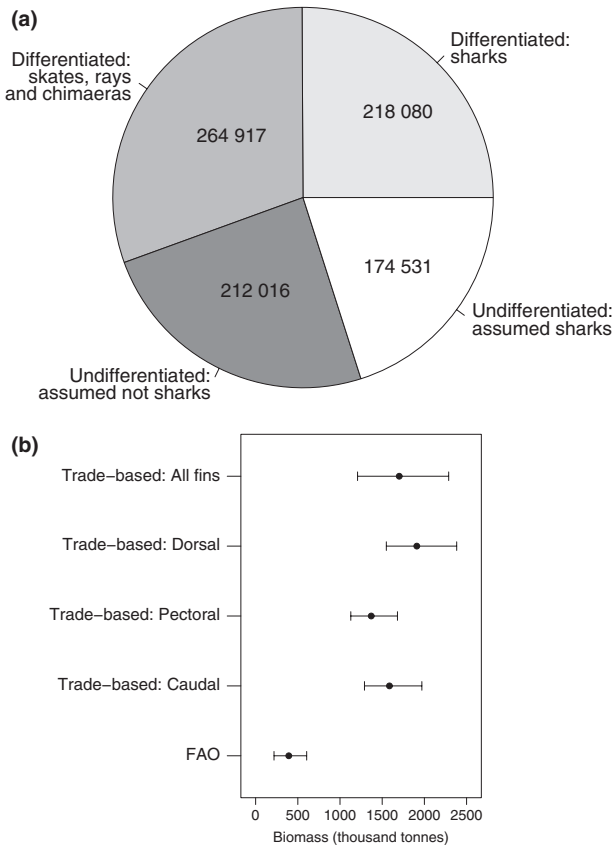 (a)
Differentiated:
skates, rays
and chimaeras
Differentiated:
sharks
264 917
218 080
212 016
174 531
Undifferentiated:
assumed sharks
Undifferentiated:
assumed not sharks
(b)
Trade−based: All fins
Trade−based: Dorsal
Trade−based: Pectoral
Trade−based: Caudal
FAO
0 500 1000 1500 2000 2500
Biomass (thousand tonnes)